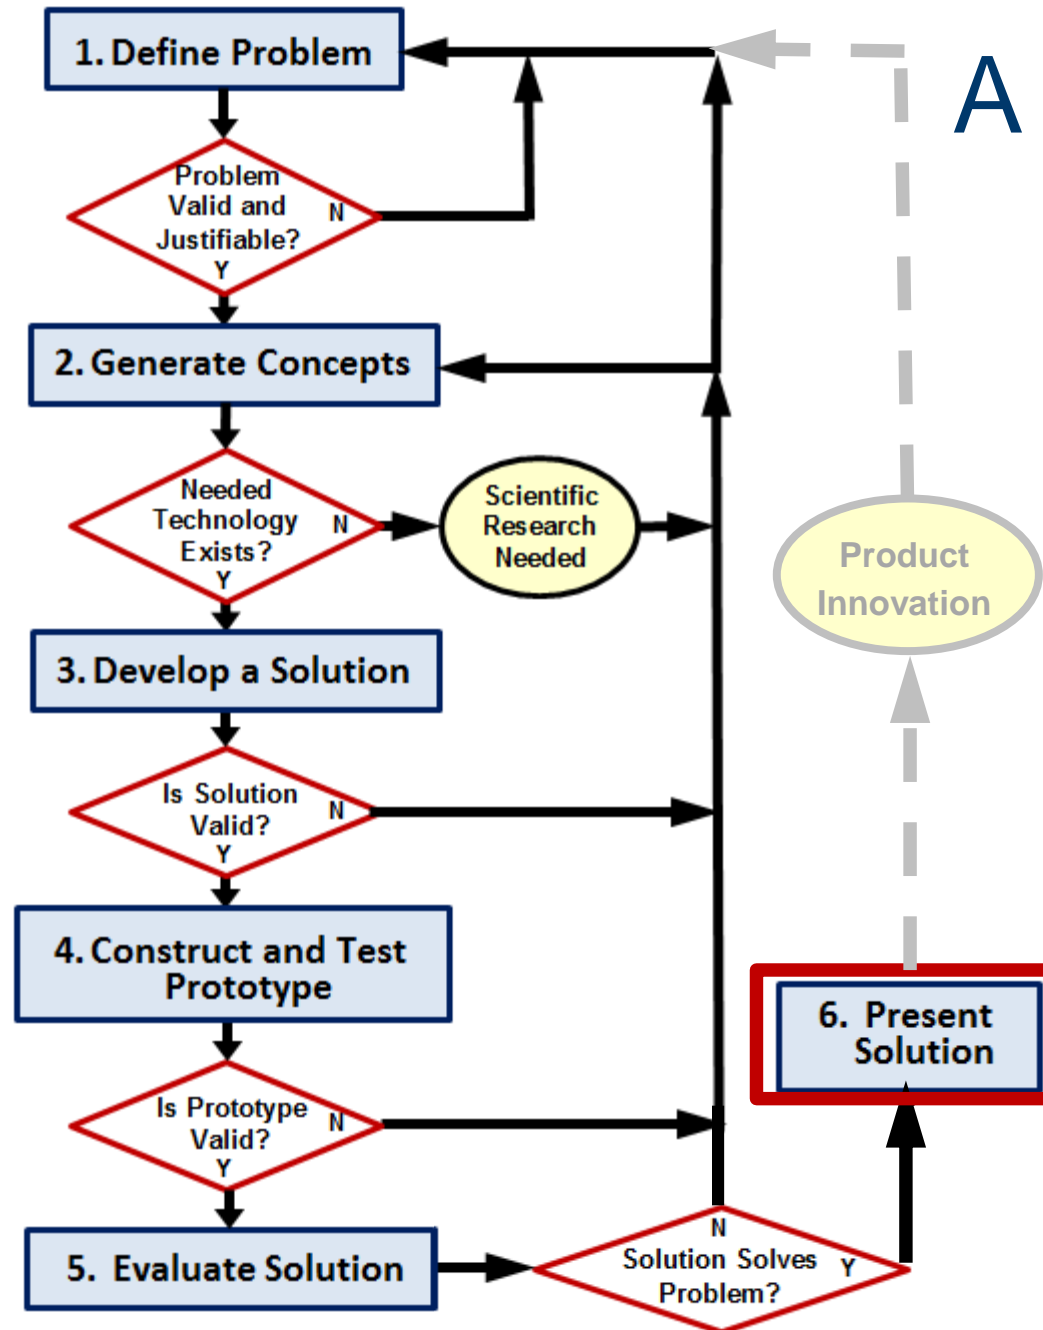 1. Define Problem
A
Problem
Valid and
Justifiable?
N
Y
2. Generate Concepts
Needed
Technology
Exists?
N
Y
Scientific
Research
Needed
Product
Innovation
3. Develop a Solution
Is Solution
Valid?
N
Y
4. Construct and Test
Prototype
6. Present
Solution
Is Prototype
Valid?
N
Y
5. Evaluate Solution
N
Solution Solves
Problem?
Y